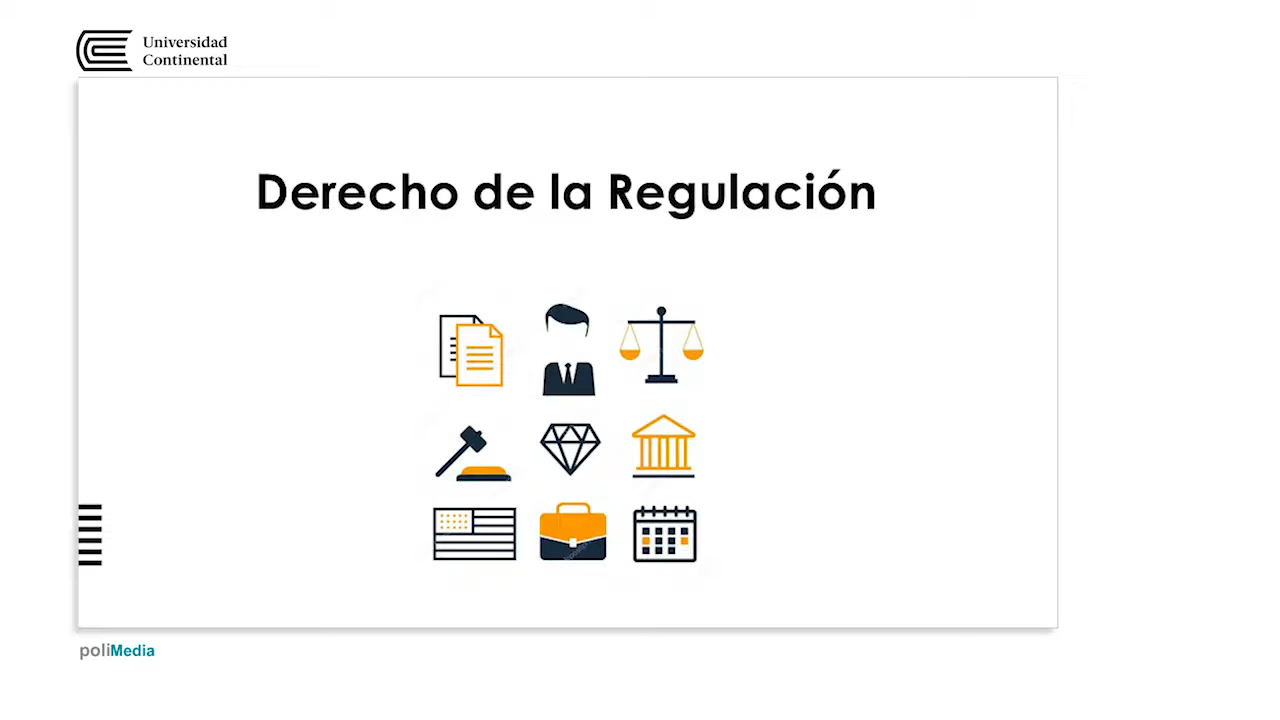 Universidad
Continental
Derecho de la Regulación
poliMedia